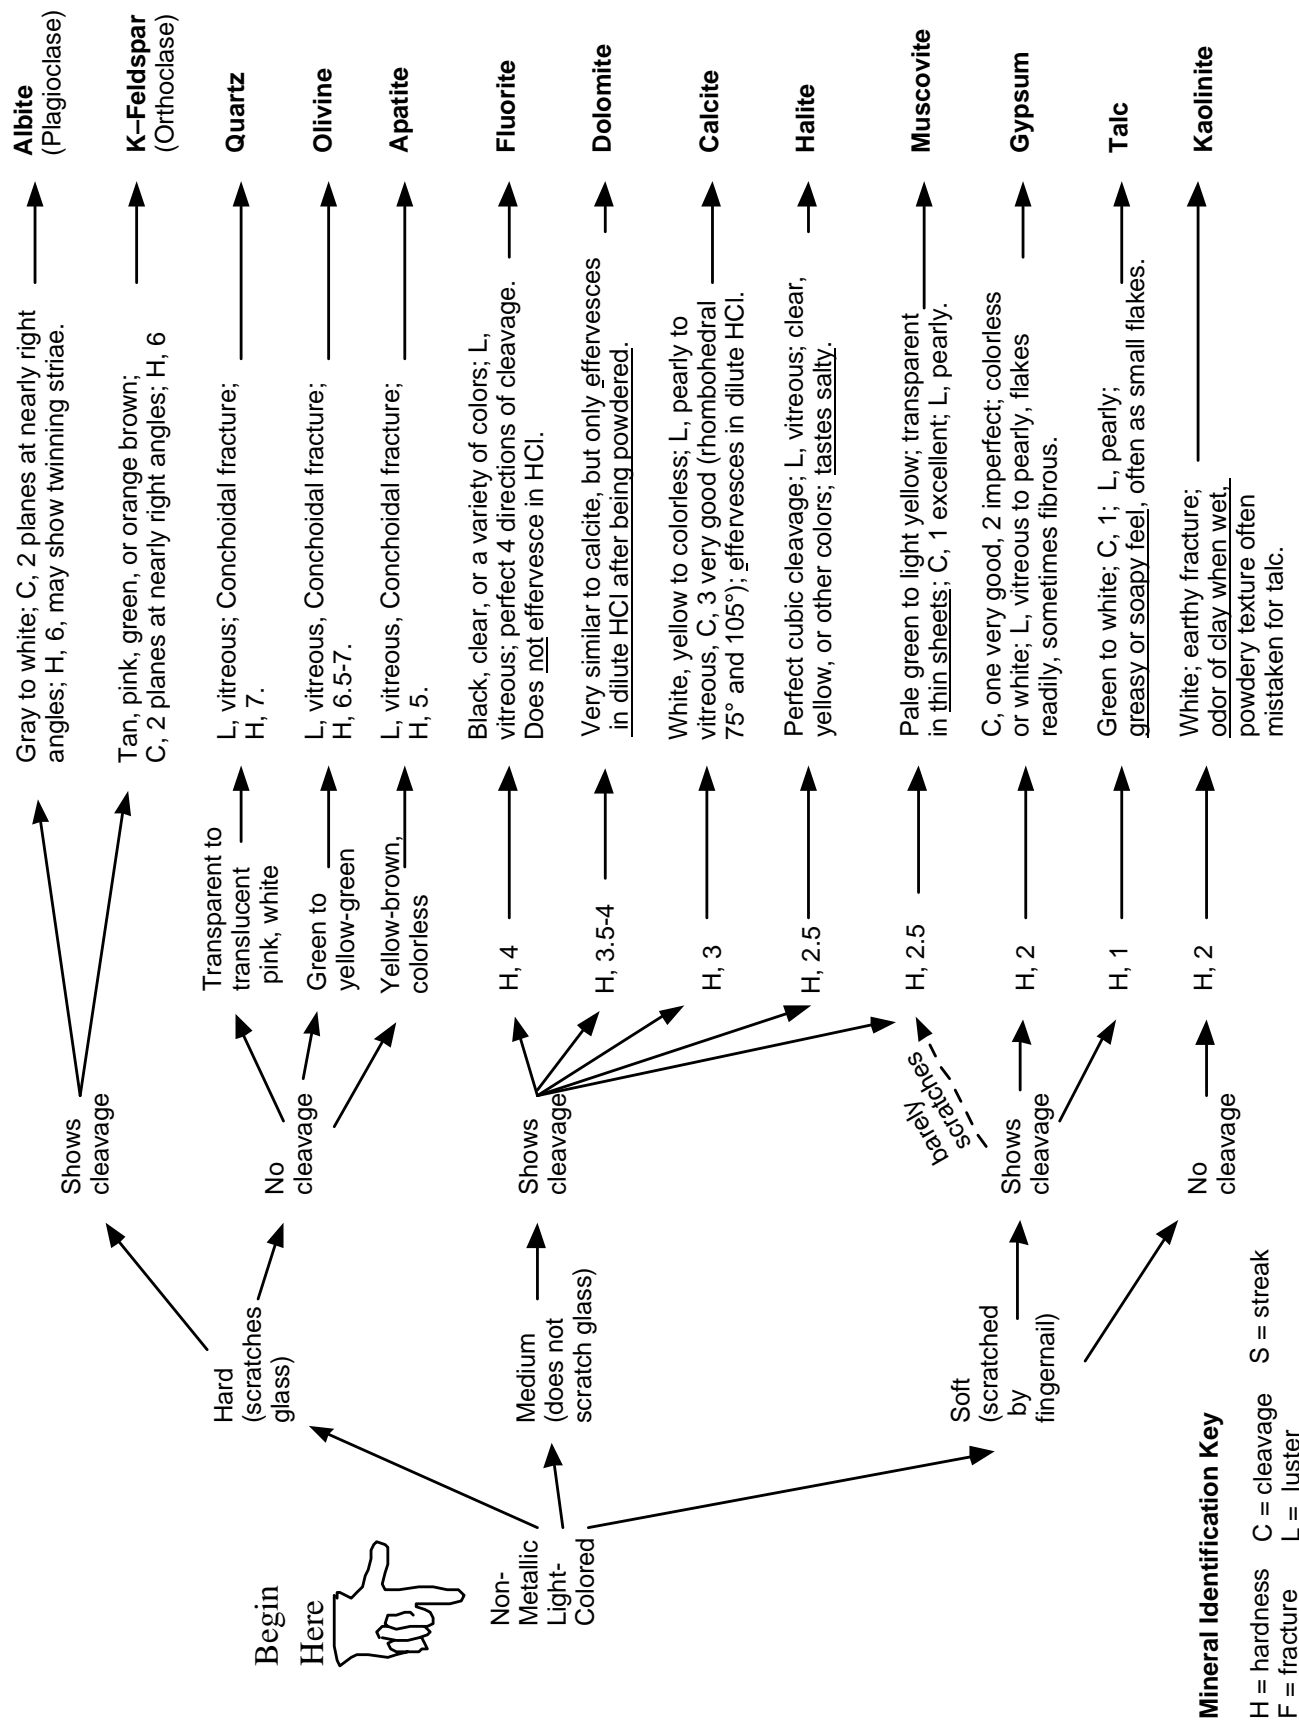 Begin
Here
Non-
Metallic
Light-
Colored
Hard
(scratches
glass)
Medium
(does not
scratch glass)
Soft
(scratched
by
fingernail)
Shows
cleavage
No
cleavage
Shows
cleavage
barely
scratches
Shows
cleavage
No
cleavage
Gray to white; C, 2 planes at nearly right
angles; H, 6, may show twinning striae.
Albite
(Plagioclase)
Tan, pink, green, or orange brown;
C, 2 planes at nearly right angles; H, 6
K–Feldspar
(Orthoclase)
Transparent to
translucent
pink, white
L, vitreous; Conchoidal fracture;
H, 7.
Quartz
Green to
yellow-green
L, vitreous, Conchoidal fracture;
H, 6.5-7.
Olivine
Yellow-brown,
colorless
L, vitreous, Conchoidal fracture;
H, 5.
Apatite
H, 4
Black, clear, or a variety of colors; L,
vitreous; perfect 4 directions of cleavage.
Does not effervesce in HCl.
Fluorite
H, 3.5-4
Very similar to calcite, but only effervesces
in dilute HCl after being powdered.
Dolomite
H, 3
White, yellow to colorless; L, pearly to
vitreous, C, 3 very good (rhombohedral
75° and 105°); effervesces in dilute HCl.
Calcite
H, 2.5
Perfect cubic cleavage; L, vitreous; clear,
yellow, or other colors; tastes salty.
Halite
H, 2.5
Pale green to light yellow; transparent
in thin sheets; C, 1 excellent; L, pearly.
Muscovite
H, 2
C, one very good, 2 imperfect; colorless
or white; L, vitreous to pearly, flakes
readily, sometimes fibrous.
Gypsum
H, 1
Green to white; C, 1; L, pearly;
greasy or soapy feel, often as small flakes.
Talc
H, 2
White; earthy fracture;
odor of clay when wet,
powdery texture often
mistaken for talc.
Kaolinite
Mineral Identification Key
H = hardness C = cleavage S = streak
F = fracture L = luster